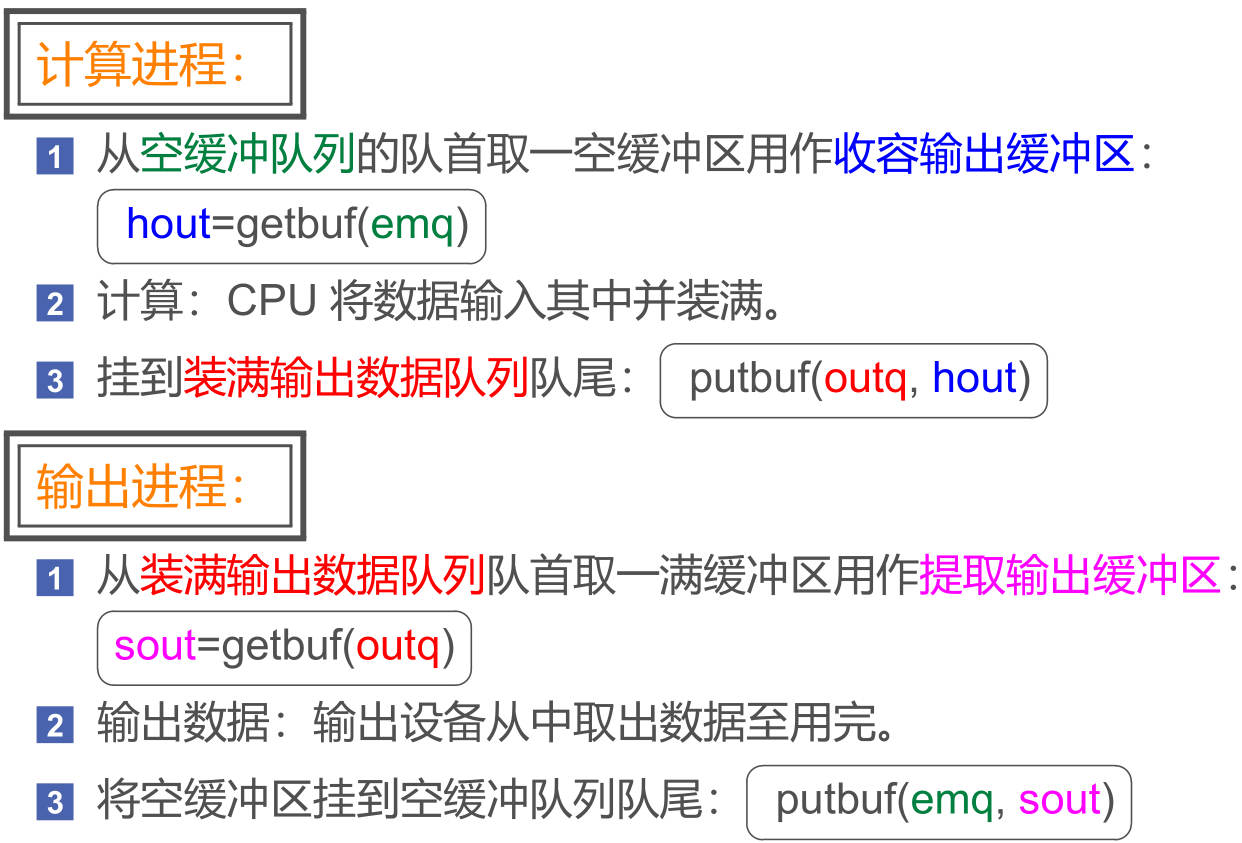 计算进程：
1 从空缓冲队列的队首取一空缓冲区用作收容输出缓冲区：
hout=getbuf(emq)
2 计算：CPU 将数据输入其中并装满。
3 挂到装满输出数据队列队尾： putbuf(outq, hout)
输出进程：
1 从装满输出数据队列队首取一满缓冲区用作提取输出缓冲区：
sout=getbuf(outq)
2 输出数据：输出设备从中取出数据至用完。
3 将空缓冲区挂到空缓冲队列队尾： putbuf(emq, sout)